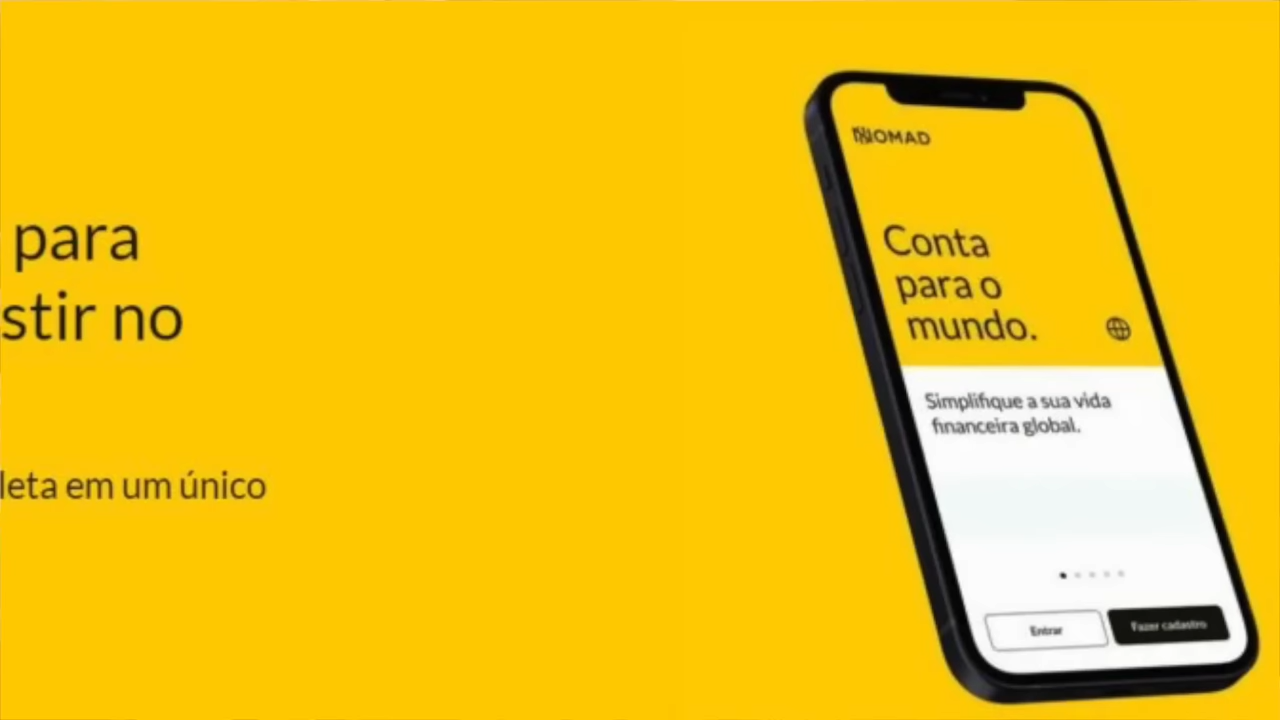 para
stir no
leta em um único
NOMAD
Conta
para o
mundo.
Simplifique a sua vida
financeira global.
Entrar
Fazer cadastro